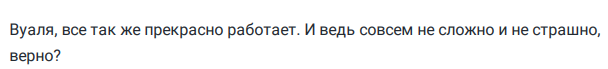 Вуаля, все так же прекрасно работает. И ведь совсем не сложно и не страшно,
верно?